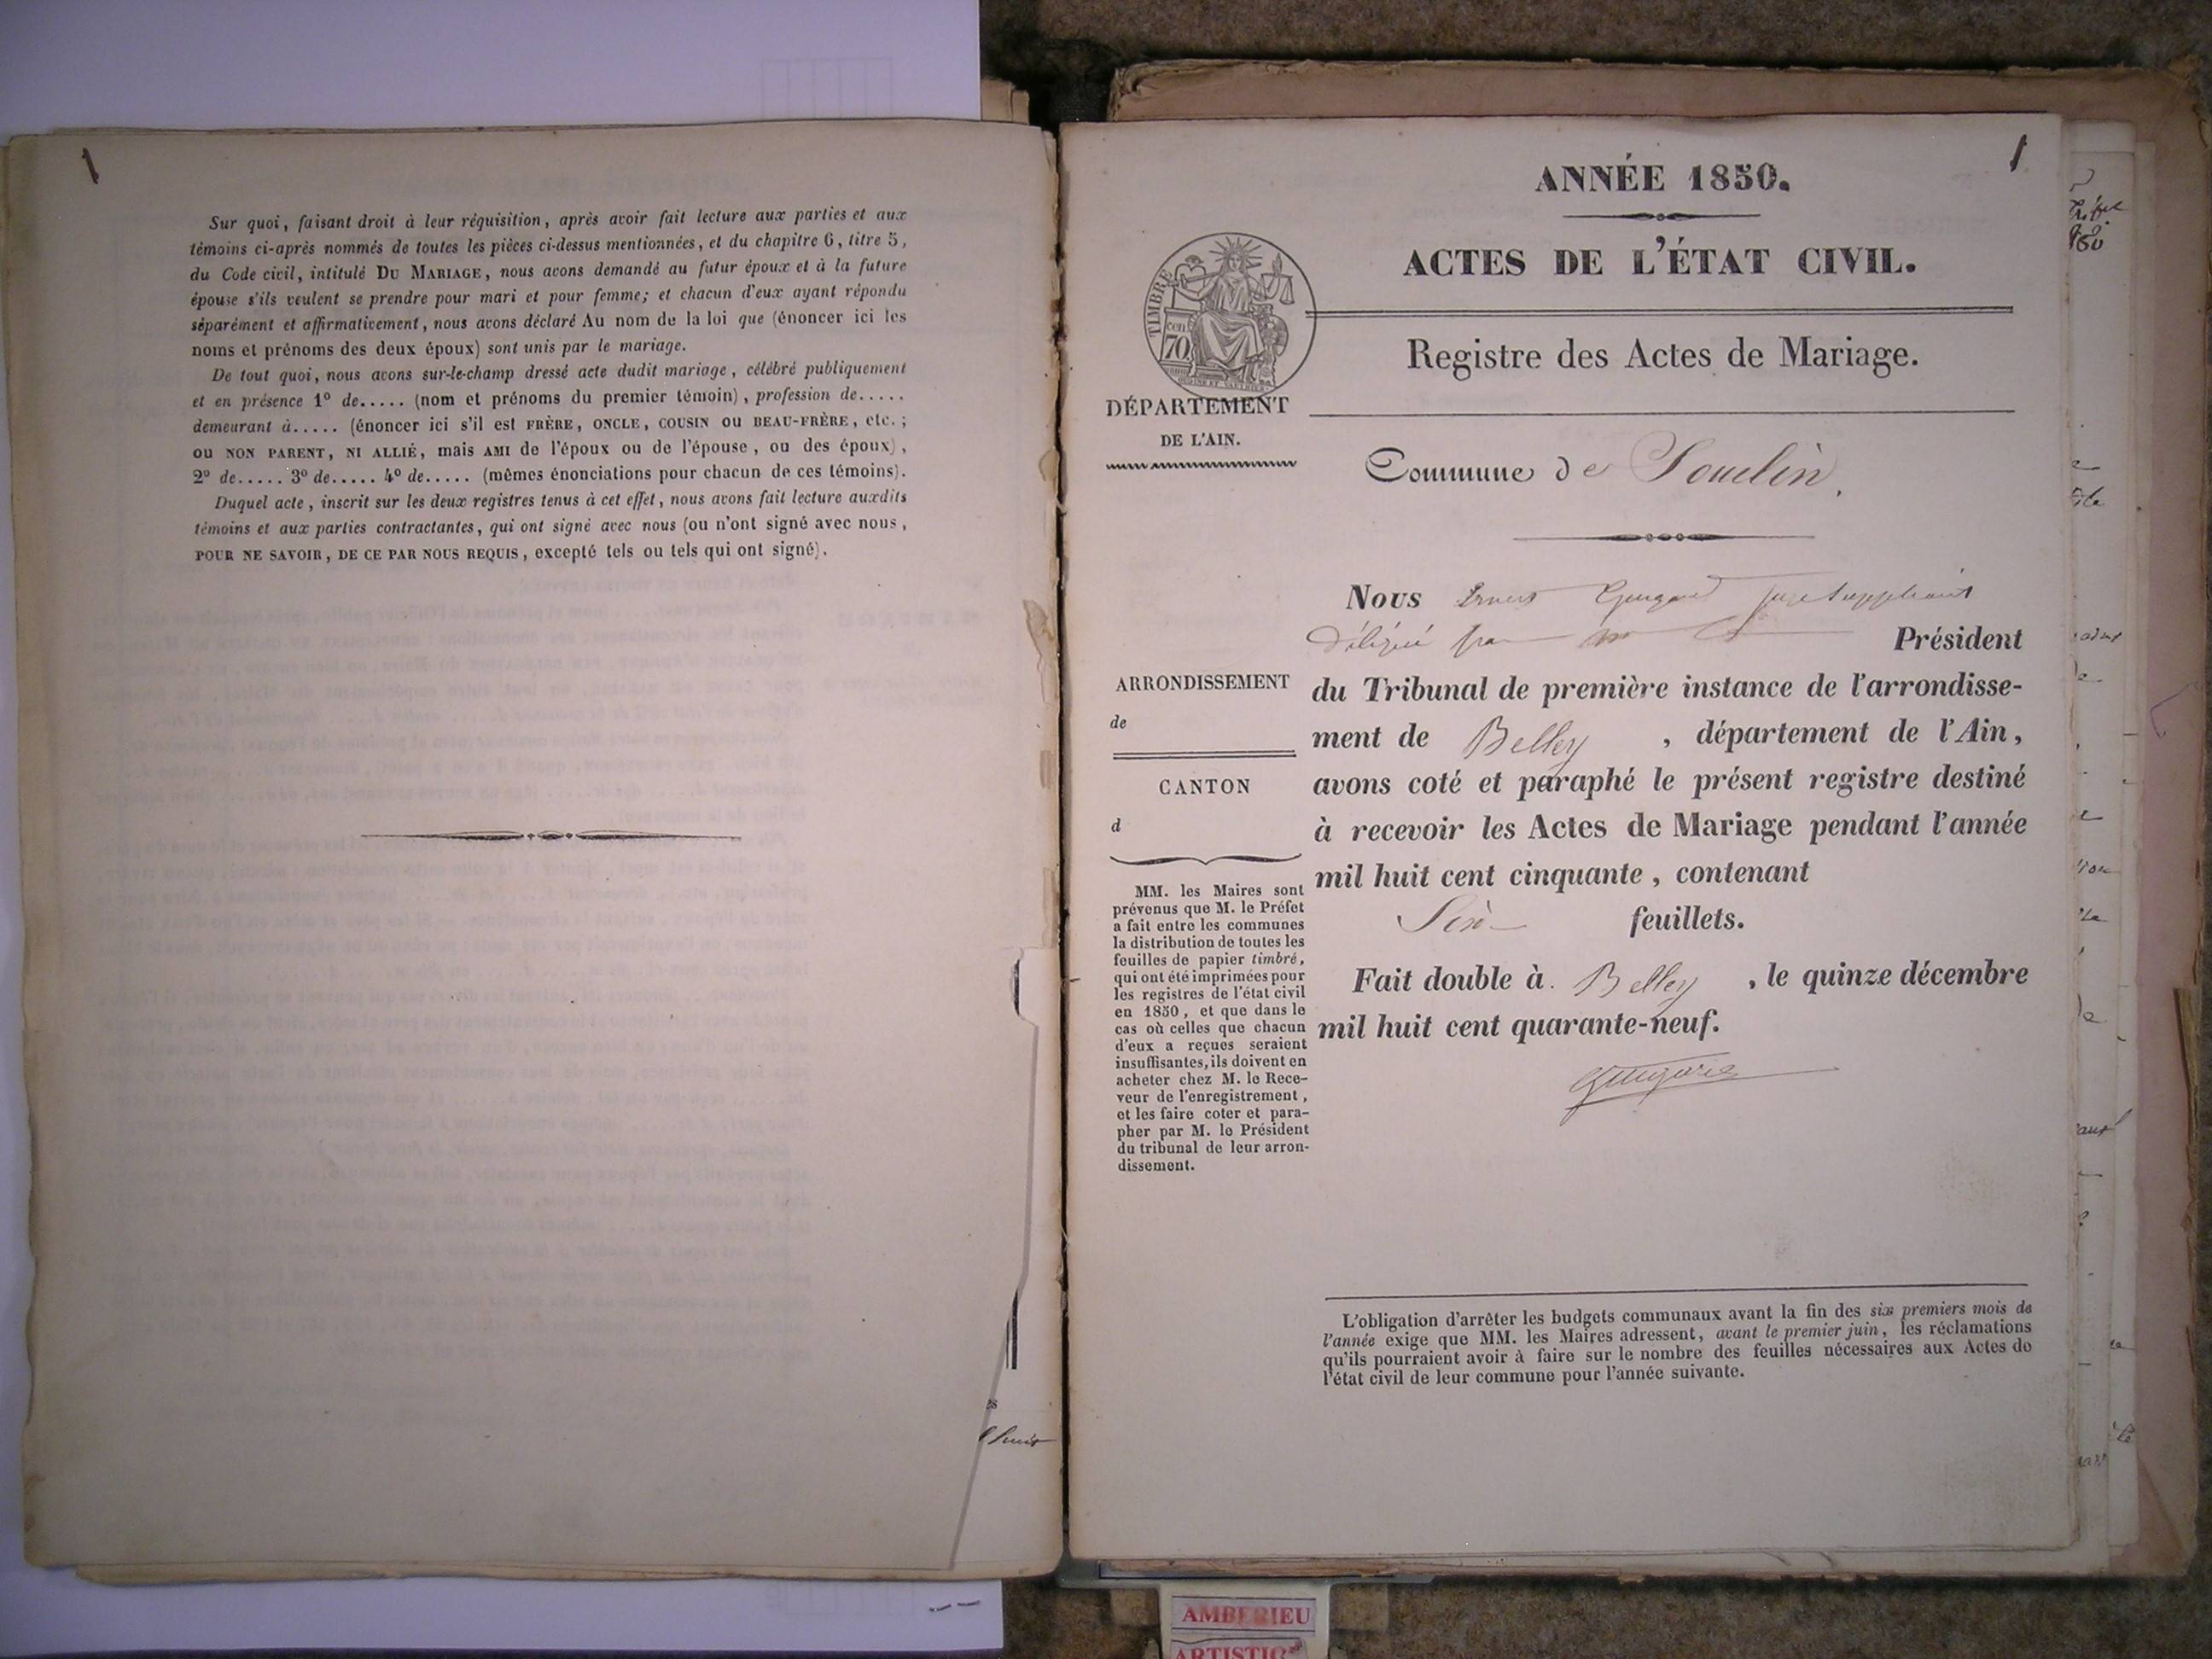 Sur quoi, faisant droit à leur réquisition, après avoir fait lecture aux parties et aux
témoins ci-après nommés de toutes les pièces ci-dessus mentionnées, et du chapitre 6, titre 5,
du Code civil, intitulé DU MARIAGE, nous avons demandé au futur époux et à la future
épouse s'ils veulent se prendre pour mari et pour femme; et chacun d'eux ayant répondu
séparément et affirmativement, nous avons déclaré Au nom de la loi que (énoncer ici les
noms et prénoms des deux époux) sont unis par le mariage.
De tout quoi, nous avons sur-le-champ dressé acte dudit mariage, célébré publiquement
et en présence 1º de..... (nom et prénoms du premier témoin), profession de.....
demeurant à..... (énoncer ici s'il est FRÈRE, ONCLE, COUSIN ou BEAU-FRÈRE, etc.;
ou NON PARENT, NI ALLIÉ, mais AMI de l'époux ou de l'épouse, ou des époux),
2º de..... 3º de..... 4º de..... (mêmes énonciations pour chacun de ces témoins).
Duquel acte, inscrit sur les deux registres tenus à cet effet, nous avons fait lecture auxdits
témoins et aux parties contractantes, qui ont signé avec nous (ou n'ont signé avec nous,
POUR NE SAVOIR, DE CE PAR NOUS REQUIS, excepté tels ou tels qui ont signé).
ANNÉE 1850.
ACTES DE L'ÉTAT CIVIL.
Registre des Actes de Mariage.
TIMBRE
cen
70
DÉPARTEMENT
DE L'AIN.
Commune de Souclin.
Nous juge suppléant
délégué par Mr Président
du Tribunal de première instance de l'arrondisse-
ment de Belley, département de l'Ain,
avons coté et paraphé le présent registre destiné
à recevoir les Actes de Mariage pendant l'année
mil huit cent cinquante, contenant
feuillets.
Fait double à Belley, le quinze décembre
mil huit cent quarante-neuf.
ARRONDISSEMENT
de
CANTON
d
MM. les Maires sont
prévenus que M. le Préfet
a fait entre les communes
la distribution de toutes les
feuilles de papier timbré,
qui ont été imprimées pour
les registres de l'état civil
en 1850, et que dans le
cas où celles que chacun
d'eux a reçues seraient
insuffisantes, ils doivent en
acheter chez M. le Rece-
veur de l'enregistrement,
et les faire coter et para-
pher par M. le Président
du tribunal de leur arron-
dissement.
L'obligation d'arrêter les budgets communaux avant la fin des six premiers mois de
l'année exige que MM. les Maires adressent, avant le premier juin, les réclamations
qu'ils pourraient avoir à faire sur le nombre des feuilles nécessaires aux Actes de
l'état civil de leur commune pour l'année suivante.
AMBERIEU
ARTISTIC